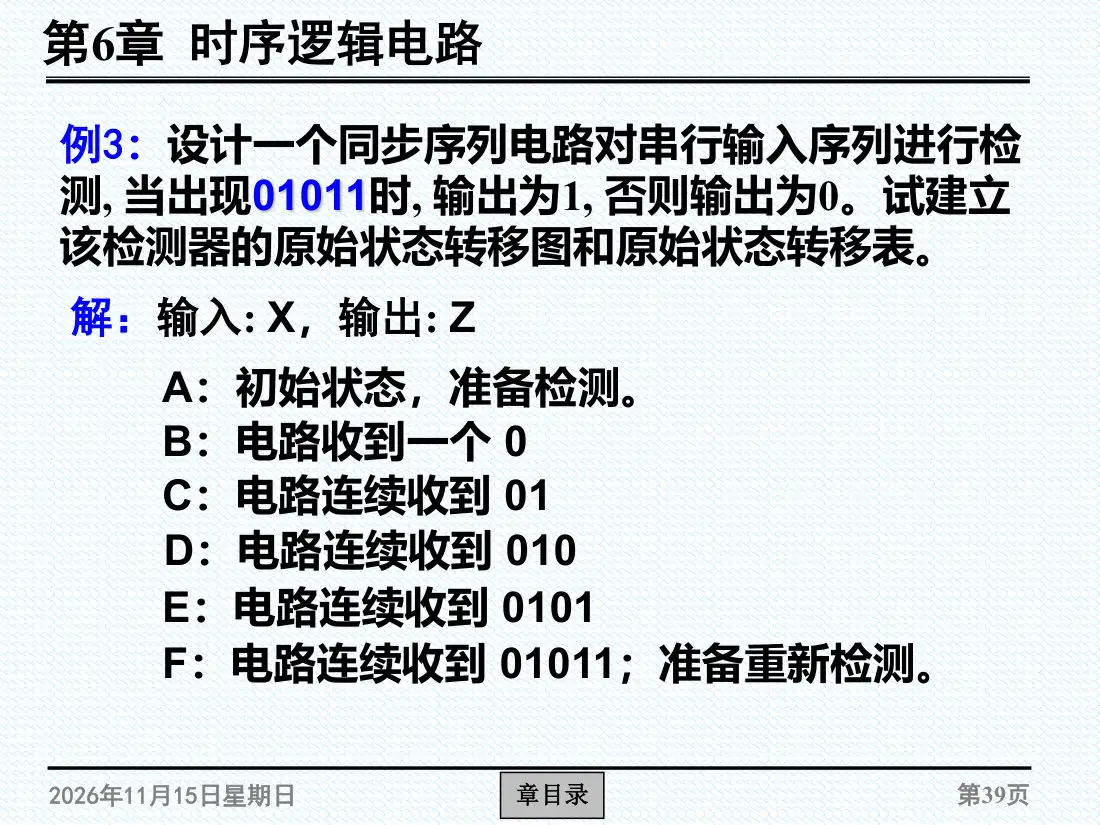 第6章 时序逻辑电路
例3：设计一个同步序列电路对串行输入序列进行检
测, 当出现01011时, 输出为1, 否则输出为0。试建立
该检测器的原始状态转移图和原始状态转移表。
解：输入: X，输出: Z
A：初始状态，准备检测。
B：电路收到一个 0
C：电路连续收到 01
D：电路连续收到 010
E：电路连续收到 0101
F：电路连续收到 01011；准备重新检测。
2026年11月15日星期日
章目录
第39页